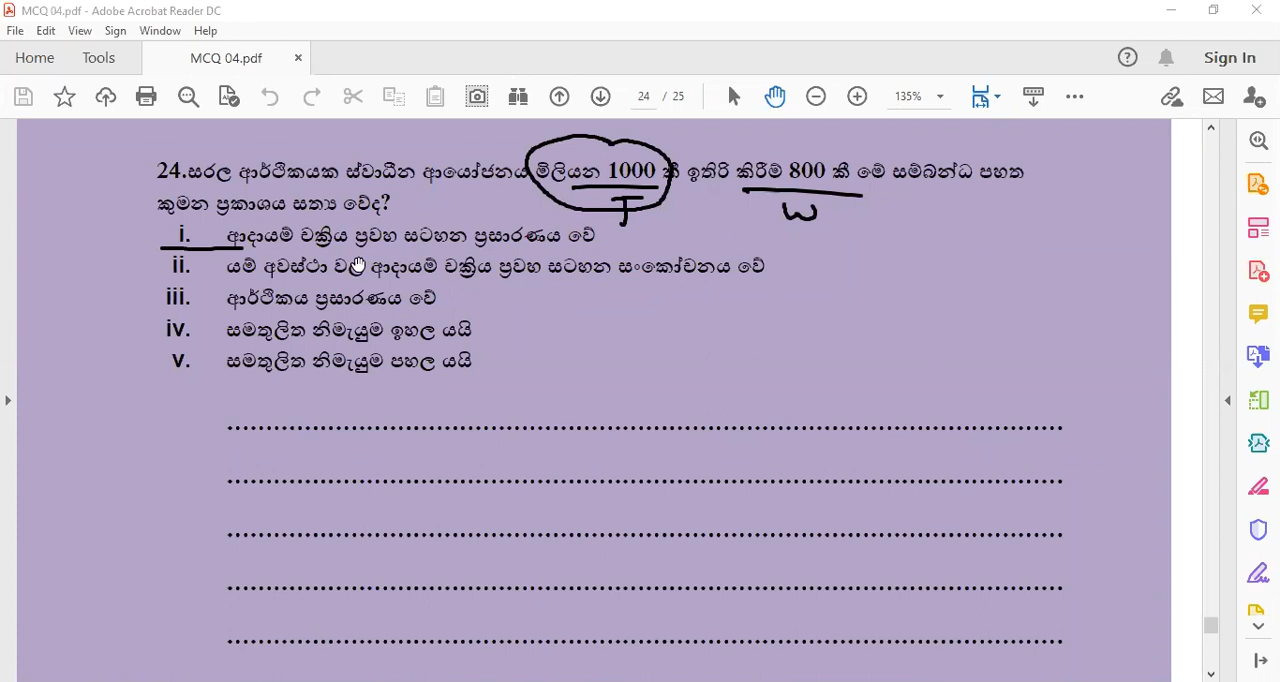 MCQ 04.pdf - Adobe Acrobat Reader DC
File Edit View Sign Window Help
Home Tools MCQ 04.pdf × Sign In
24 / 25 135%
24.සරල ආර්ථිකයක ස්වාධීන ආයෝජනය මිලියන 1000 කී ඉතිරි කිරීම් 800 කී මේ සම්බන්ධ පහත
කුමන ප්‍රකාශය සත්‍ය වේද?
I
W
i. ආදායම් චක්‍රිය ප්‍රවහ සටහන ප්‍රසාරණය වේ
ii. යම් අවස්ථා වල ආදායම් චක්‍රිය ප්‍රවහ සටහන සංකෝචනය වේ
iii. ආර්ථිකය ප්‍රසාරණය වේ
iv. සමතුලිත නිමැයුම ඉහල යයි
v. සමතුලිත නිමැයුම පහල යයි